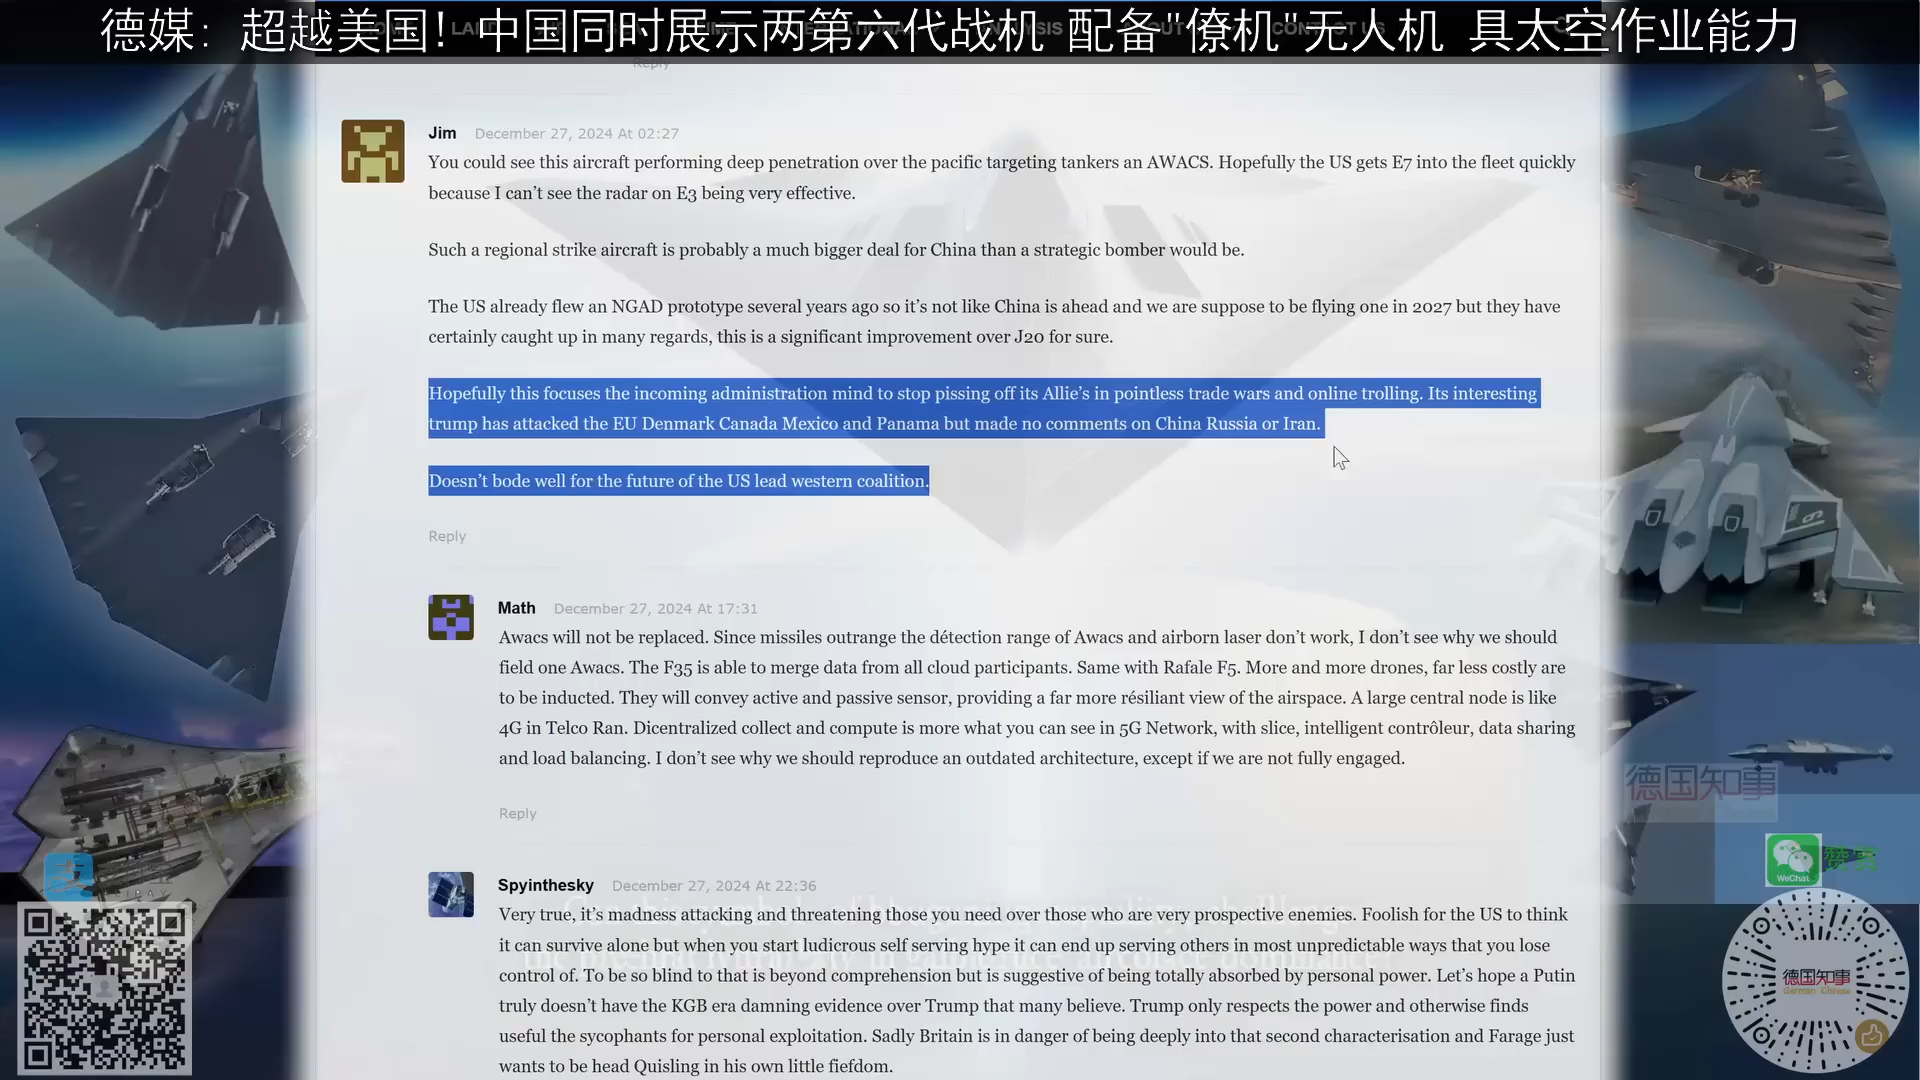 德媒: 超越美国! 中国同时展示两第六代战机 配备"僚机"无人机 具太空作业能力
Reply
Jim December 27, 2024 At 02:27
You could see this aircraft performing deep penetration over the pacific targeting tankers an AWACS. Hopefully the US gets E7 into the fleet quickly
because I can't see the radar on E3 being very effective.
Such a regional strike aircraft is probably a much bigger deal for China than a strategic bomber would be.
The US already flew an NGAD prototype several years ago so it's not like China is ahead and we are suppose to be flying one in 2027 but they have
certainly caught up in many regards, this is a significant improvement over J20 for sure.
Hopefully this focuses the incoming administration mind to stop pissing off its Allie's in pointless trade wars and online trolling. Its interesting
trump has attacked the EU Denmark Canada Mexico and Panama but made no comments on China Russia or Iran.
Doesn't bode well for the future of the US lead western coalition.
Reply
Math December 27, 2024 At 17:31
Awacs will not be replaced. Since missiles outrange the détection range of Awacs and airborn laser don't work, I don't see why we should
field one Awacs. The F35 is able to merge data from all cloud participants. Same with Rafale F5. More and more drones, far less costly are
to be inducted. They will convey active and passive sensor, providing a far more résiliant view of the airspace. A large central node is like
4G in Telco Ran. Dicentralized collect and compute is more what you can see in 5G Network, with slice, intelligent contrôleur, data sharing
and load balancing. I don't see why we should reproduce an outdated architecture, except if we are not fully engaged.
Reply
德国知事
WeChat
赞赏
Spyinthesky December 27, 2024 At 22:36
Very true, it's madness attacking and threatening those you need over those who are very prospective enemies. Foolish for the US to think
it can survive alone but when you start ludicrous self serving hype it can end up serving others in most unpredictable ways that you lose
control of. To be so blind to that is beyond comprehension but is suggestive of being totally absorbed by personal power. Let's hope a Putin
truly doesn't have the KGB era damning evidence over Trump that many believe. Trump only respects the power and otherwise finds
useful the sycophants for personal exploitation. Sadly Britain is in danger of being deeply into that second characterisation and Farage just
wants to be head Quisling in his own little fiefdom.
德国知事
German Cheese